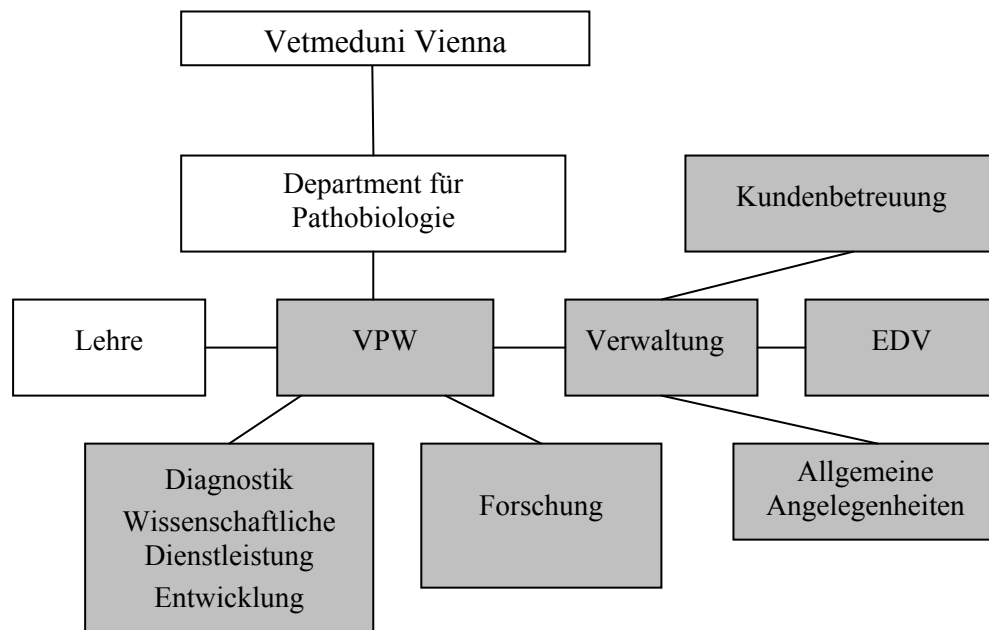 Vetmeduni Vienna
Department für
Pathobiologie
Kundenbetreuung
Lehre
VPW
Verwaltung
EDV
Diagnostik
Wissenschaftliche
Dienstleistung
Entwicklung
Forschung
Allgemeine
Angelegenheiten